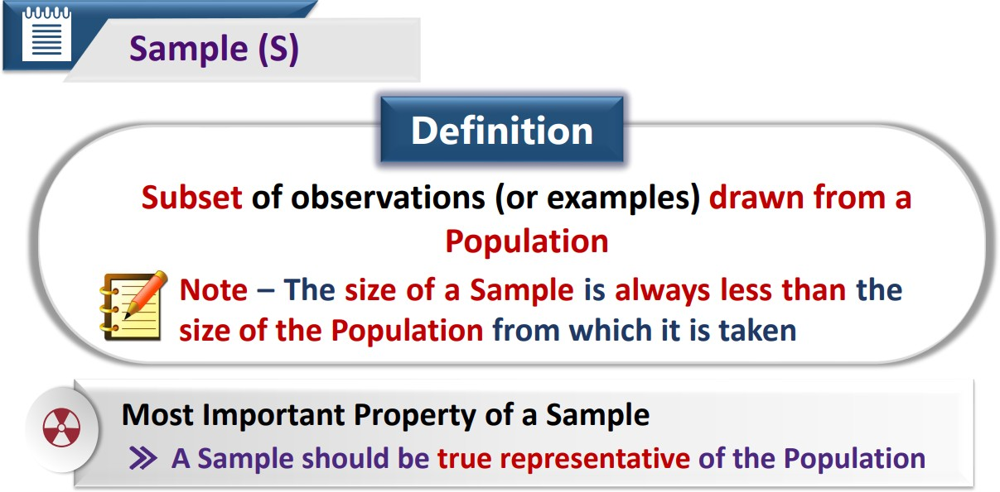 Sample (S)
Definition
Subset of observations (or examples) drawn from a
Population
Note – The size of a Sample is always less than the
size of the Population from which it is taken
Most Important Property of a Sample
A Sample should be true representative of the Population